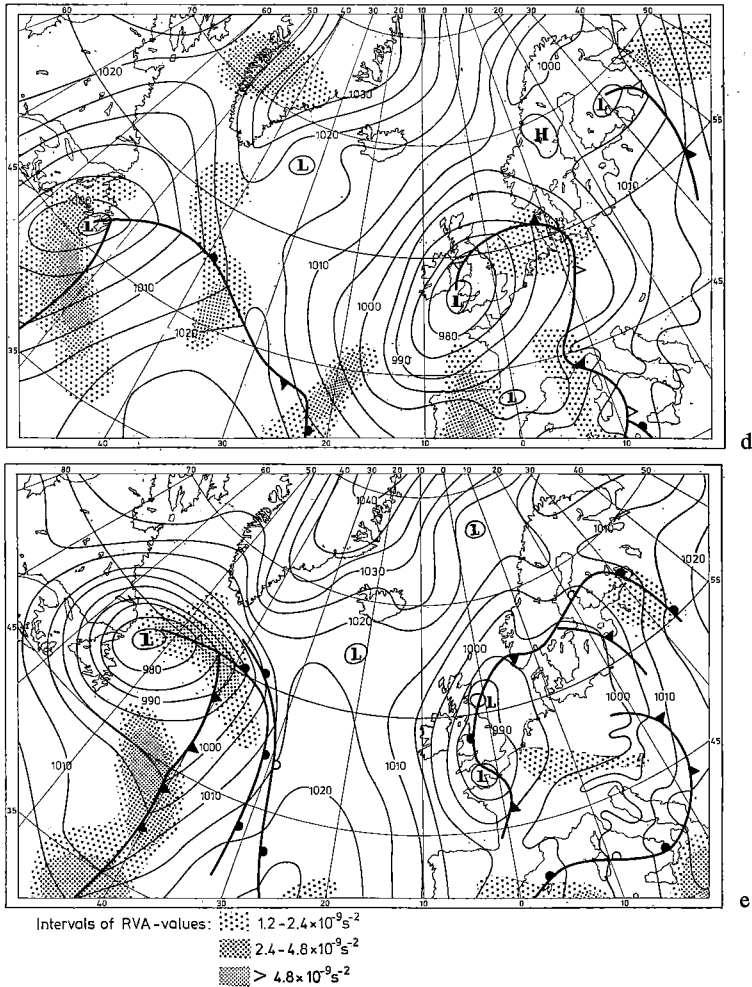 60 70 60 50 40 30 20 10 0 10 20 30 40 50
1020 1030 1000
1020
L H L
55
45 1010
L 1010
1010 1000 L
45
980
1020 990
35
L
40 30 20 10 0 10
d
80 70 60 50 40 30 20 10 0 10 20 30 40 50
1040 L 1010
1030 1020
1020 55
45 L L 1000
980 L 1000 1010
990 990
1000 L
1010 1010 1010 45
35 1020
40 30 20 10 0 10
e
Intervals of RVA-values: 1.2-2.4×10⁻⁹s⁻²
2.4-4.8×10⁻⁹s⁻²
> 4.8×10⁻⁹s⁻²